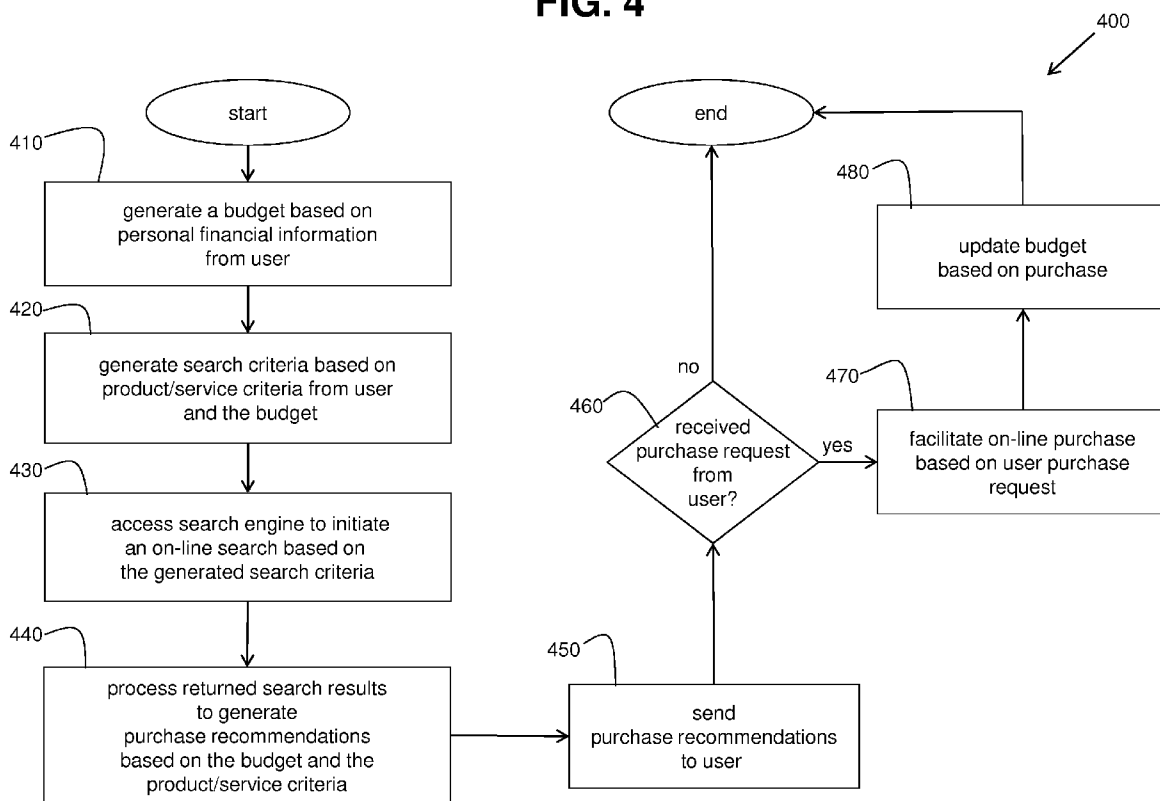 FIG. 4
400
start
410
generate a budget based on
personal financial information
from user
420
generate search criteria based on
product/service criteria from user
and the budget
430
access search engine to initiate
an on-line search based on
the generated search criteria
440
process returned search results
to generate
purchase recommendations
based on the budget and the
product/service criteria
450
send
purchase recommendations
to user
460
received
purchase request
from
user?
no
yes
470
facilitate on-line purchase
based on user purchase
request
480
update budget
based on purchase
end